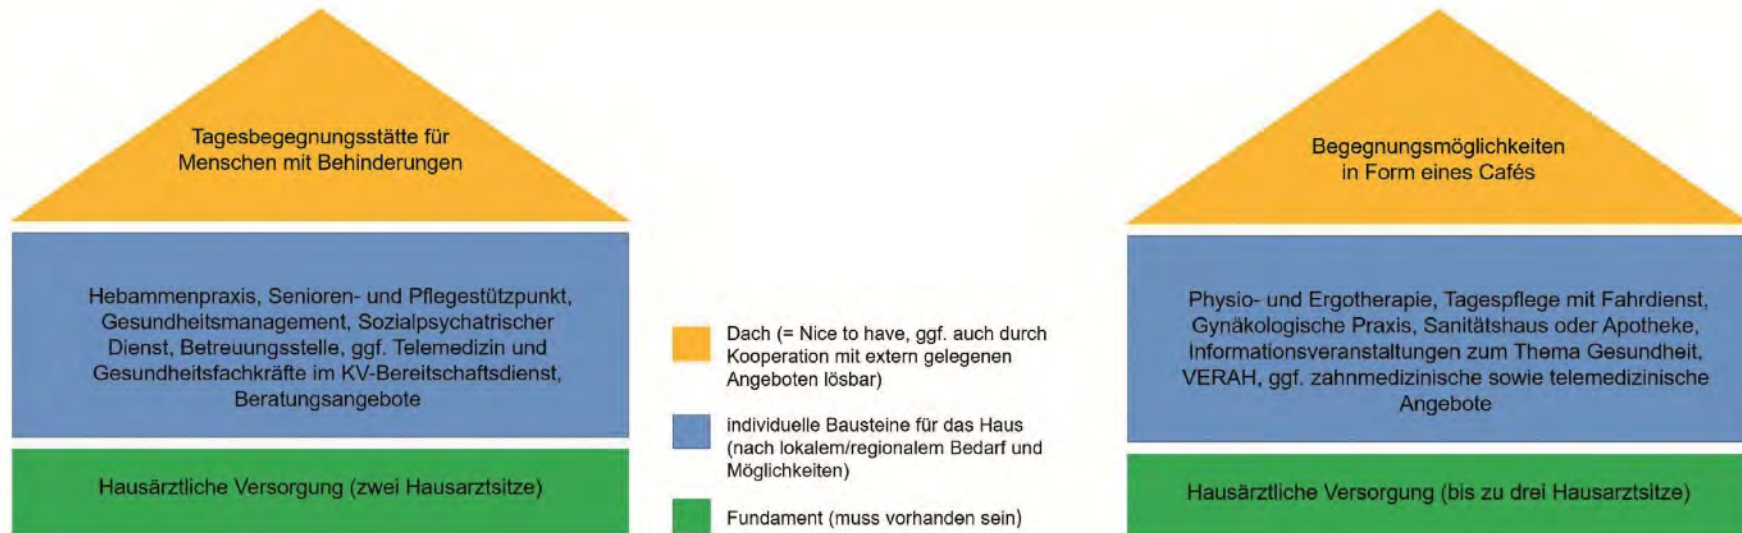 Tagesbegegnungsstätte für
Menschen mit Behinderungen
Hebammenpraxis, Senioren- und Pflegestützpunkt,
Gesundheitsmanagement, Sozialpsychatrischer
Dienst, Betreuungsstelle, ggf. Telemedizin und
Gesundheitsfachkräfte im KV-Bereitschaftsdienst,
Beratungsangebote
Hausärztliche Versorgung (zwei Hausarztsitze)
Dach (= Nice to have, ggf. auch durch
Kooperation mit extern gelegenen
Angeboten lösbar)
individuelle Bausteine für das Haus
(nach lokalem/regionalem Bedarf und
Möglichkeiten)
Fundament (muss vorhanden sein)
Begegnungsmöglichkeiten
in Form eines Cafés
Physio- und Ergotherapie, Tagespflege mit Fahrdienst,
Gynäkologische Praxis, Sanitätshaus oder Apotheke,
Informationsveranstaltungen zum Thema Gesundheit,
VERAH, ggf. zahnmedizinische sowie telemedizinische
Angebote
Hausärztliche Versorgung (bis zu drei Hausarztsitze)